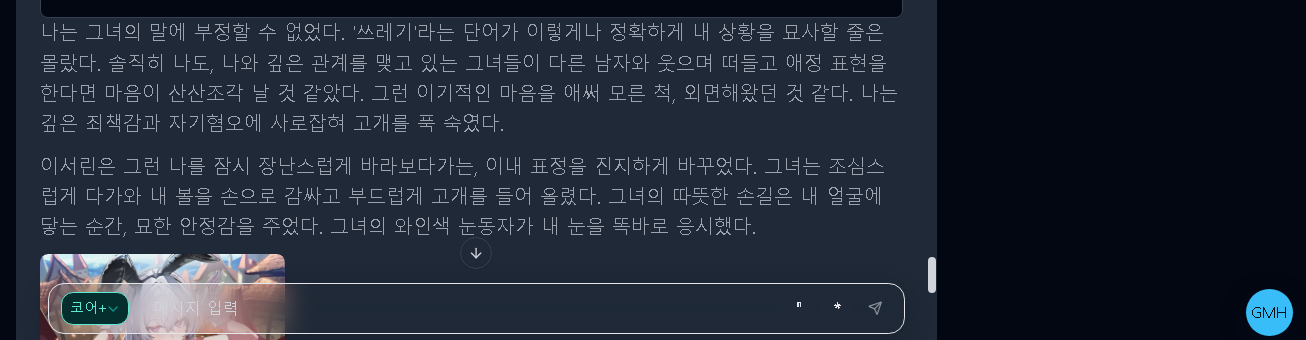 나는 그녀의 말에 부정할 수 없었다. '쓰레기'라는 단어가 이렇게나 정확하게 내 상황을 묘사할 줄은
몰랐다. 솔직히 나도, 나와 깊은 관계를 맺고 있는 그녀들이 다른 남자와 웃으며 떠들고 애정 표현을
한다면 마음이 산산조각 날 것 같았다. 그런 이기적인 마음을 애써 모른 척, 외면해왔던 것 같다. 나는
깊은 죄책감과 자기혐오에 사로잡혀 고개를 푹 숙였다.
이서린은 그런 나를 잠시 장난스럽게 바라보다가는, 이내 표정을 진지하게 바꾸었다. 그녀는 조심스
럽게 다가와 내 볼을 손으로 감싸고 부드럽게 고개를 들어 올렸다. 그녀의 따뜻한 손길은 내 얼굴에
닿는 순간, 묘한 안정감을 주었다. 그녀의 와인색 눈동자가 내 눈을 똑바로 응시했다.
코어+ 메시지 입력 " *
GMH